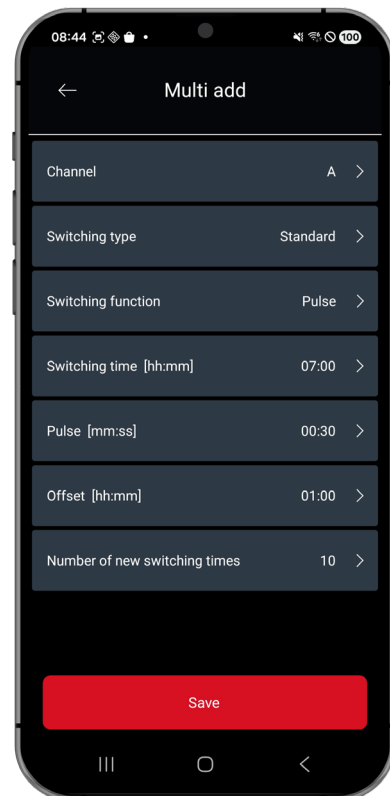 08:44 100
Multi add
Channel A
Switching type Standard
Switching function Pulse
Switching time [hh:mm] 07:00
Pulse [mm:ss] 00:30
Offset [hh:mm] 01:00
Number of new switching times 10
Save